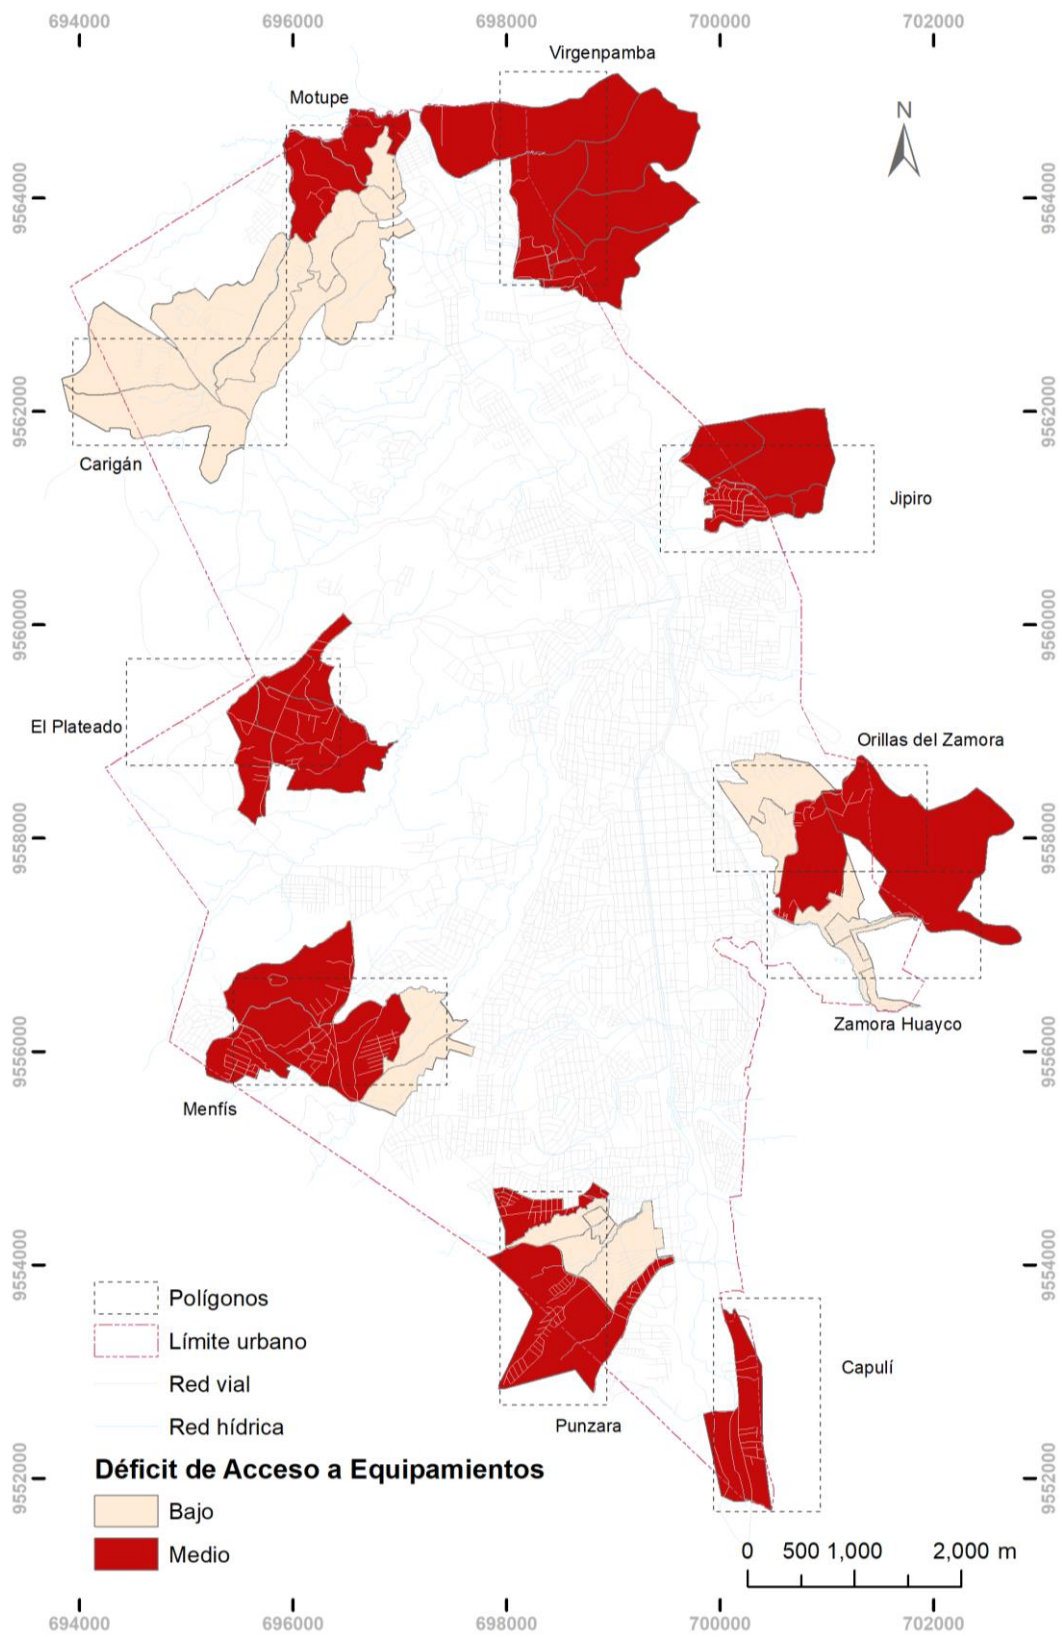 694000 696000 698000 700000 702000
Virgenpamba
Motupe
N
9564000 9564000
9562000 9562000
Carigán
Jipiro
9560000 9560000
El Plateado
Orillas del Zamora
9558000 9558000
Zamora Huayco
9556000 9556000
Menfís
9554000 9554000
Polígonos
Límite urbano
Capulí
Red vial
Red hídrica
Punzara
Déficit de Acceso a Equipamientos
9552000 9552000
Bajo
Medio
0 500 1,000 2,000 m
694000 696000 698000 700000 702000